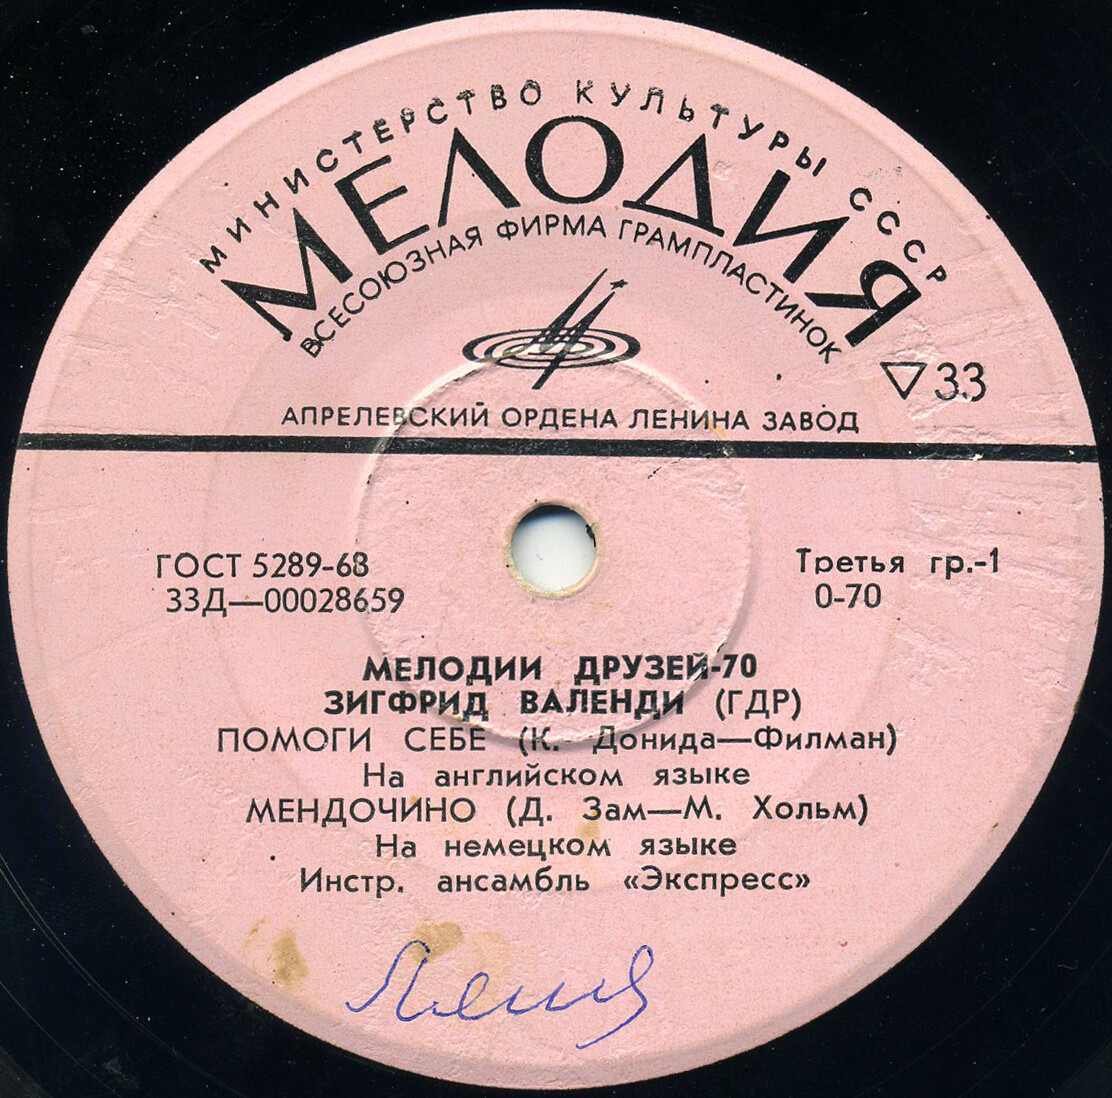 МИНИСТЕРСТВО КУЛЬТУРЫ СССР
МЕЛОДИЯ
ВСЕСОЮЗНАЯ ФИРМА ГРАМПЛАСТИНОК
33
АПРЕЛЕВСКИЙ ОРДЕНА ЛЕНИНА ЗАВОД
ГОСТ 5289-68
33Д—00028659
Третья гр.-1
0-70
МЕЛОДИИ ДРУЗЕЙ-70
ЗИГФРИД ВАЛЕНДИ (ГДР)
ПОМОГИ СЕБЕ (К. Донида—Филман)
На английском языке
МЕНДОЧИНО (Д. Зам—М. Хольм)
На немецком языке
Инстр. ансамбль «Экспресс»